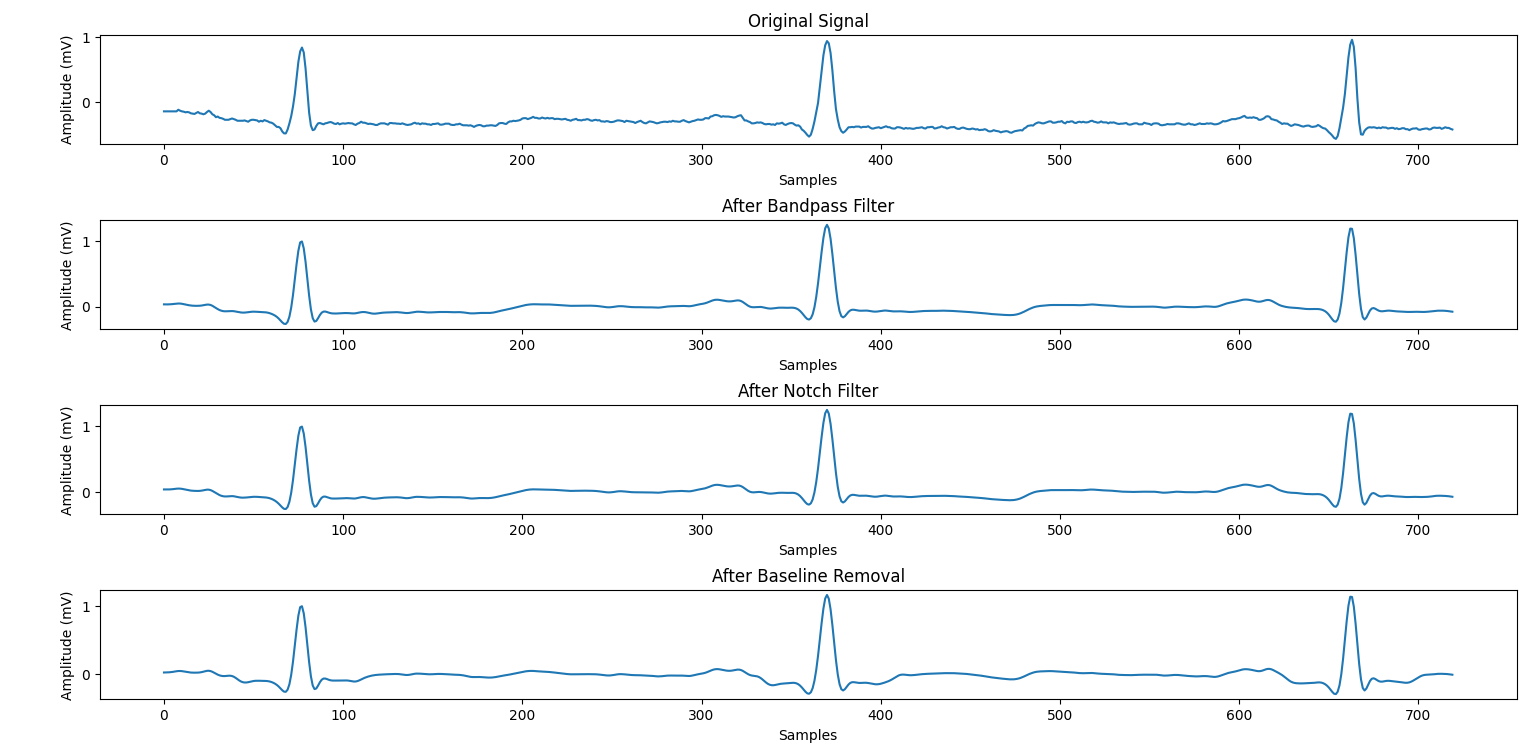 Original Signal
Amplitude (mV)
1
0
0 100 200 300 400 500 600 700
Samples
After Bandpass Filter
Amplitude (mV)
1
0
0 100 200 300 400 500 600 700
Samples
After Notch Filter
Amplitude (mV)
1
0
0 100 200 300 400 500 600 700
Samples
After Baseline Removal
Amplitude (mV)
1
0
0 100 200 300 400 500 600 700
Samples